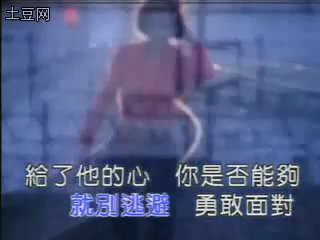 土豆网
給了他的心 你是否能夠
就別逃避 勇敢面對